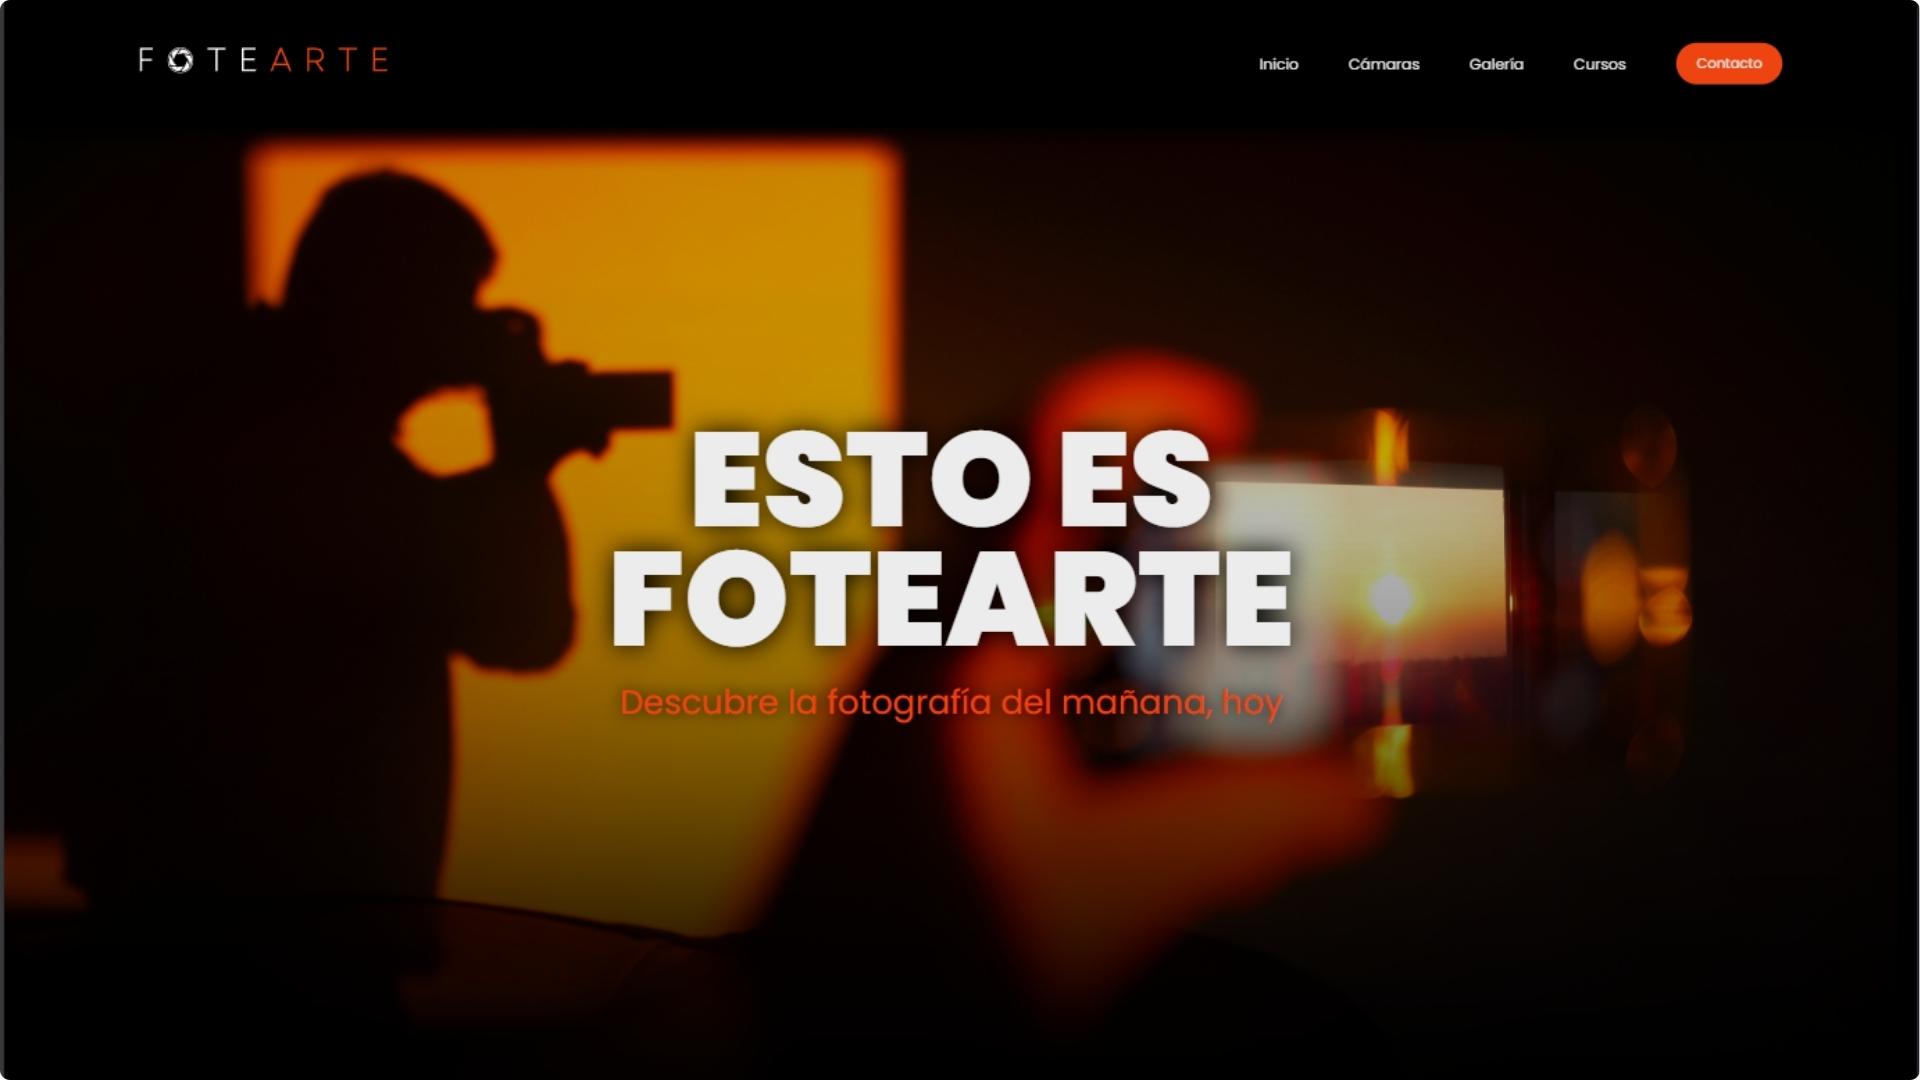 FOTEARTE
Inicio Cámaras Galería Cursos Contacto
ESTO ES
FOTEARTE
Descubre la fotografía del mañana, hoy